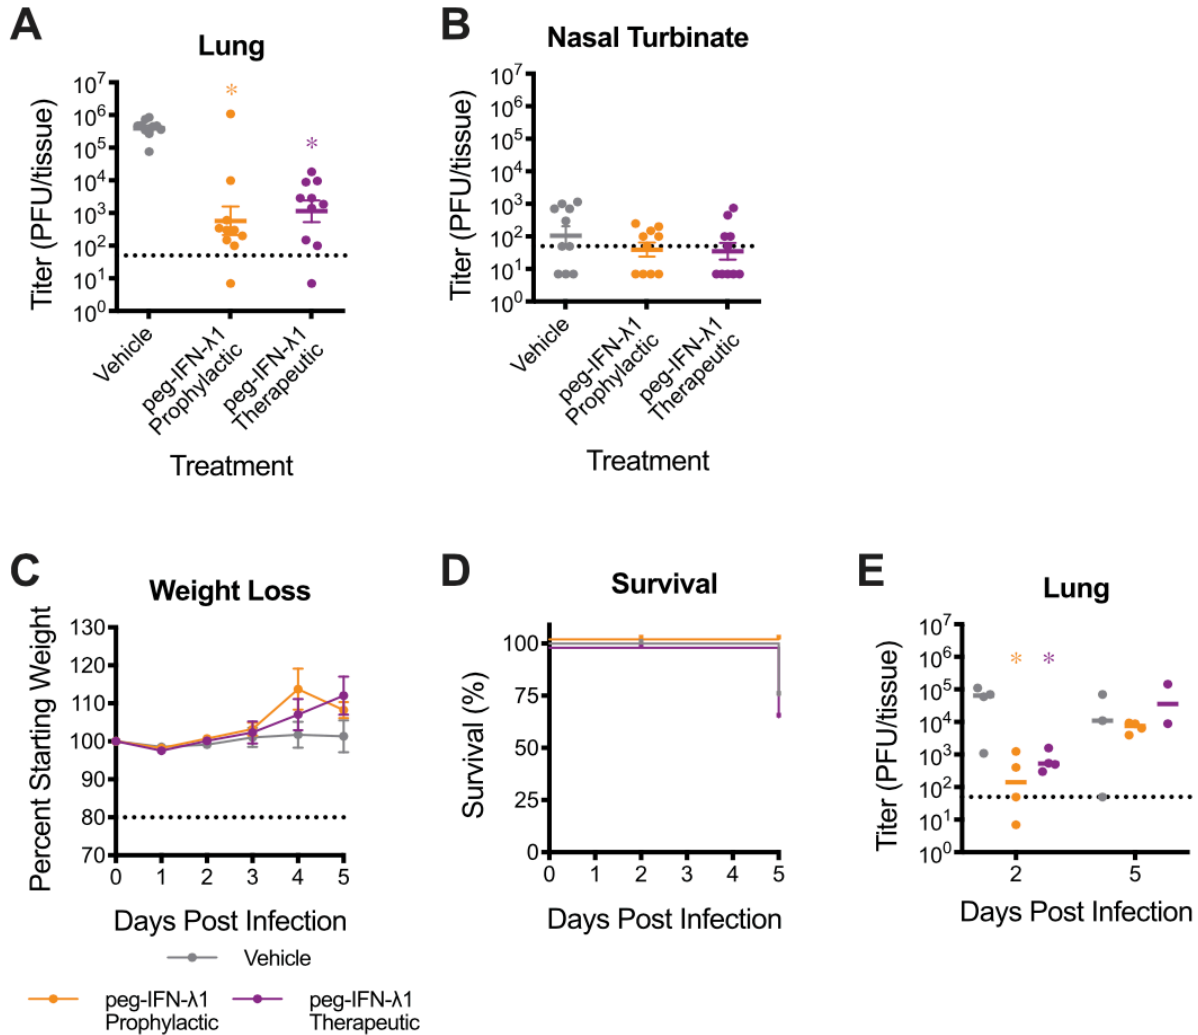 A
Lung
Titer (PFU/tissue)
10⁷
10⁶
10⁵
10⁴
10³
10²
10¹
10⁰
*
*
Vehicle
peg-IFN-λ1
Prophylactic
peg-IFN-λ1
Therapeutic
Treatment
B
Nasal Turbinate
Titer (PFU/tissue)
10⁷
10⁶
10⁵
10⁴
10³
10²
10¹
10⁰
Vehicle
peg-IFN-λ1
Prophylactic
peg-IFN-λ1
Therapeutic
Treatment
C
Weight Loss
Percent Starting Weight
130
120
110
100
90
80
70
0 1 2 3 4 5
Days Post Infection
Vehicle
peg-IFN-λ1
Prophylactic
peg-IFN-λ1
Therapeutic
D
Survival
Survival (%)
100
75
50
25
0
0 1 2 3 4 5
Days Post Infection
E
Lung
Titer (PFU/tissue)
10⁷
10⁶
10⁵
10⁴
10³
10²
10¹
10⁰
* *
2 5
Days Post Infection